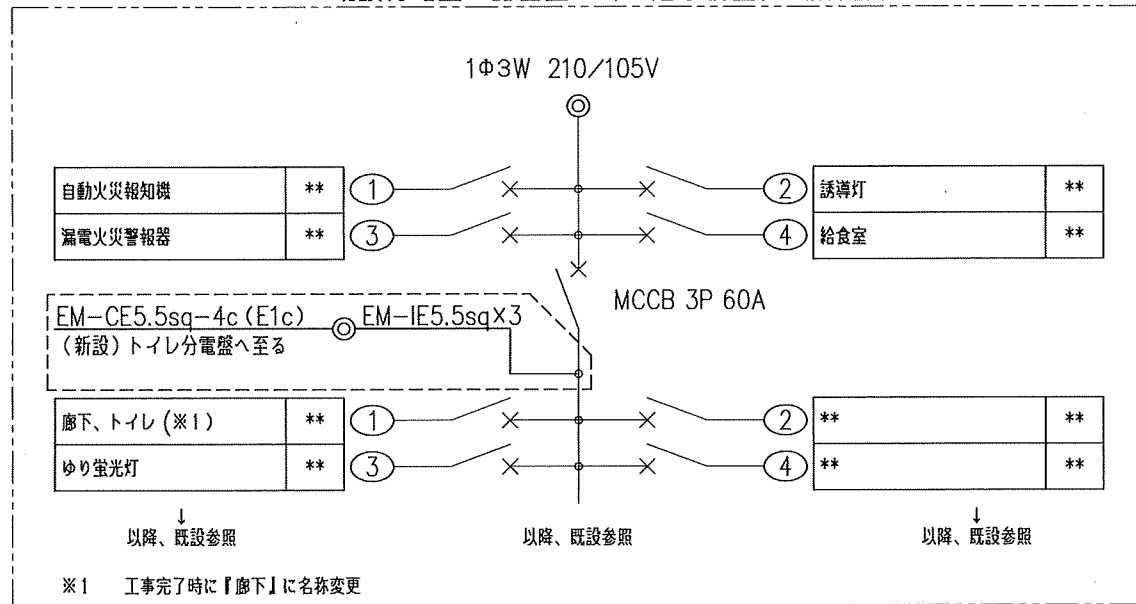 1Φ3W 210/105V
自動火災報知機 ** ① ② 誘導灯 **
漏電火災警報器 ** ③ ④ 給食室 **
MCCB 3P 60A
EM-CE5.5sq-4c(E1c) EM-IE5.5sq×3
(新設)トイレ分電盤へ至る
廊下、トイレ(※1) ** ① ② ** **
ゆり蛍光灯 ** ③ ④ ** **
↓ ↓
以降、既設参照 以降、既設参照 以降、既設参照
※1 工事完了時に『廊下』に名称変更